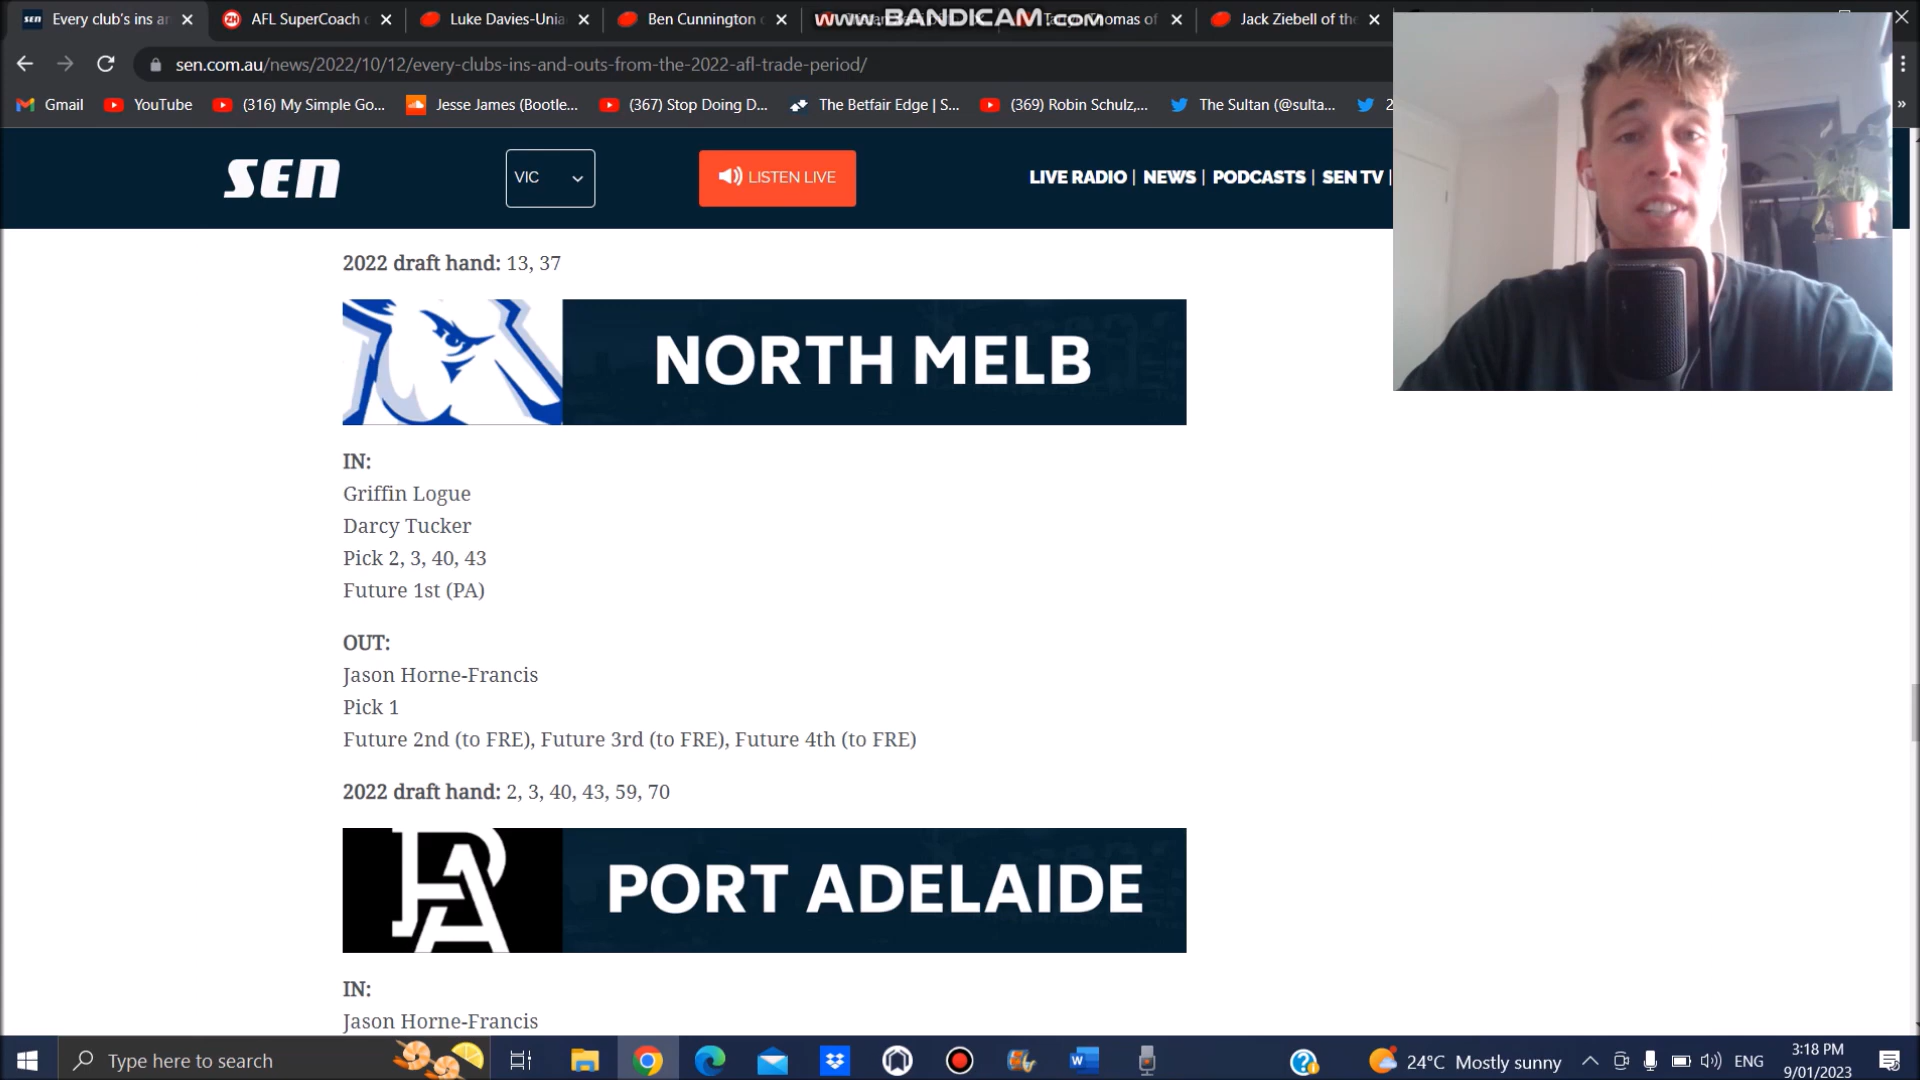 Every club's ins a
AFL SuperCoach
Luke Davies-Unia
Ben Cunnington
www.BANDICAM.com
Thomas of
Jack Ziebell of the
sen.com.au/news/2022/10/12/every-clubs-ins-and-outs-from-the-2022-afl-trade-period/
Gmail
YouTube
(316) My Simple Go...
Jesse James (Bootle...
(367) Stop Doing D...
The Betfair Edge | S...
(369) Robin Schulz,...
The Sultan (@sulta...
2
»
SEN
VIC
LISTEN LIVE
LIVE RADIO | NEWS | PODCASTS | SEN TV |
2022 draft hand: 13, 37
NORTH MELB
IN:
Griffin Logue
Darcy Tucker
Pick 2, 3, 40, 43
Future 1st (PA)
OUT:
Jason Horne-Francis
Pick 1
Future 2nd (to FRE), Future 3rd (to FRE), Future 4th (to FRE)
2022 draft hand: 2, 3, 40, 43, 59, 70
PA
PORT ADELAIDE
IN:
Jason Horne-Francis
Type here to search
24°C Mostly sunny
ENG
3:18 PM
9/01/2023